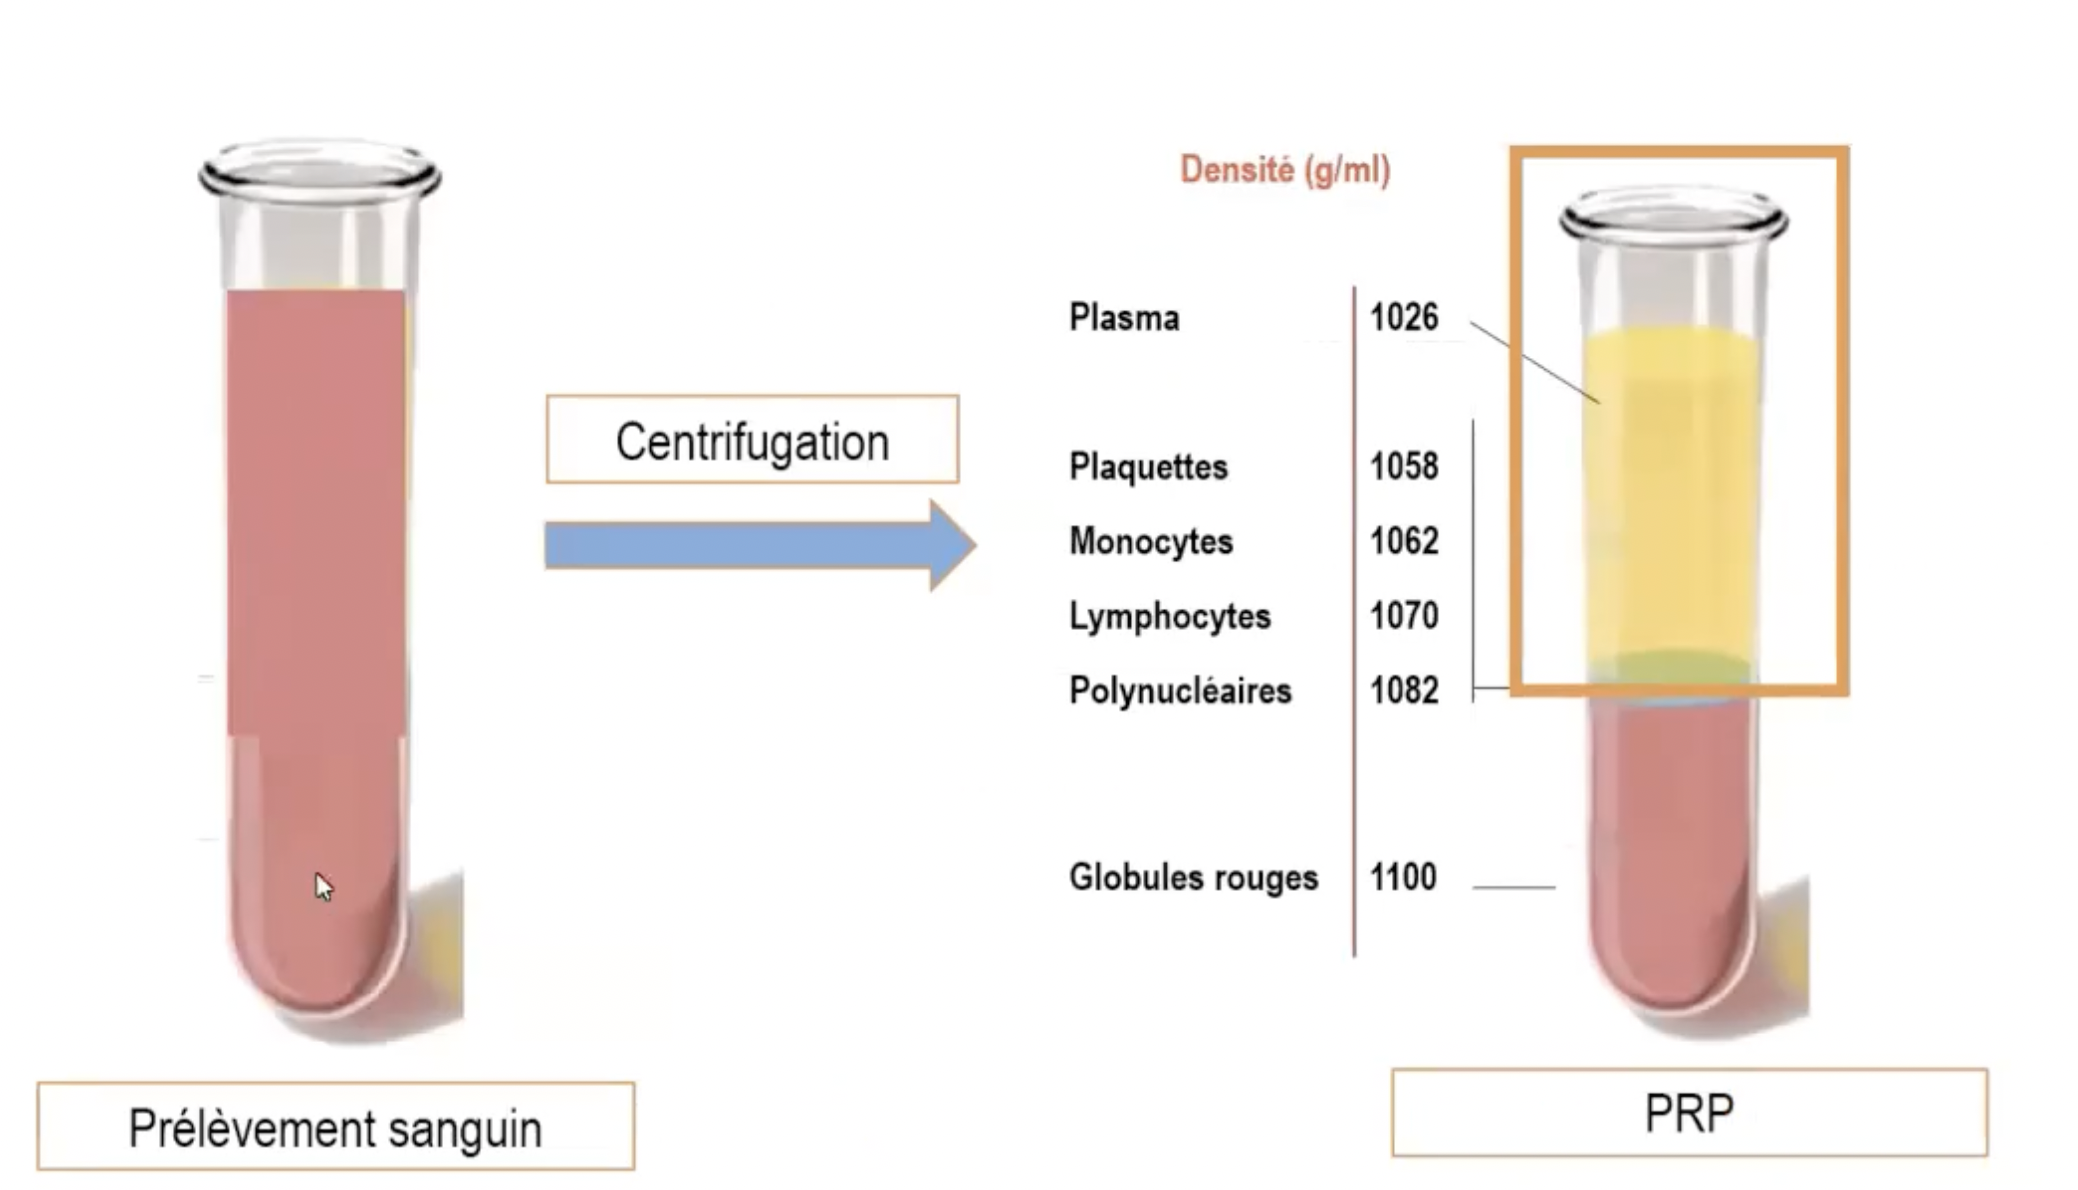 Densité (g/ml)
Plasma 1026
Centrifugation
Plaquettes 1058
Monocytes 1062
Lymphocytes 1070
Polynucléaires 1082
Globules rouges 1100
Prélèvement sanguin
PRP